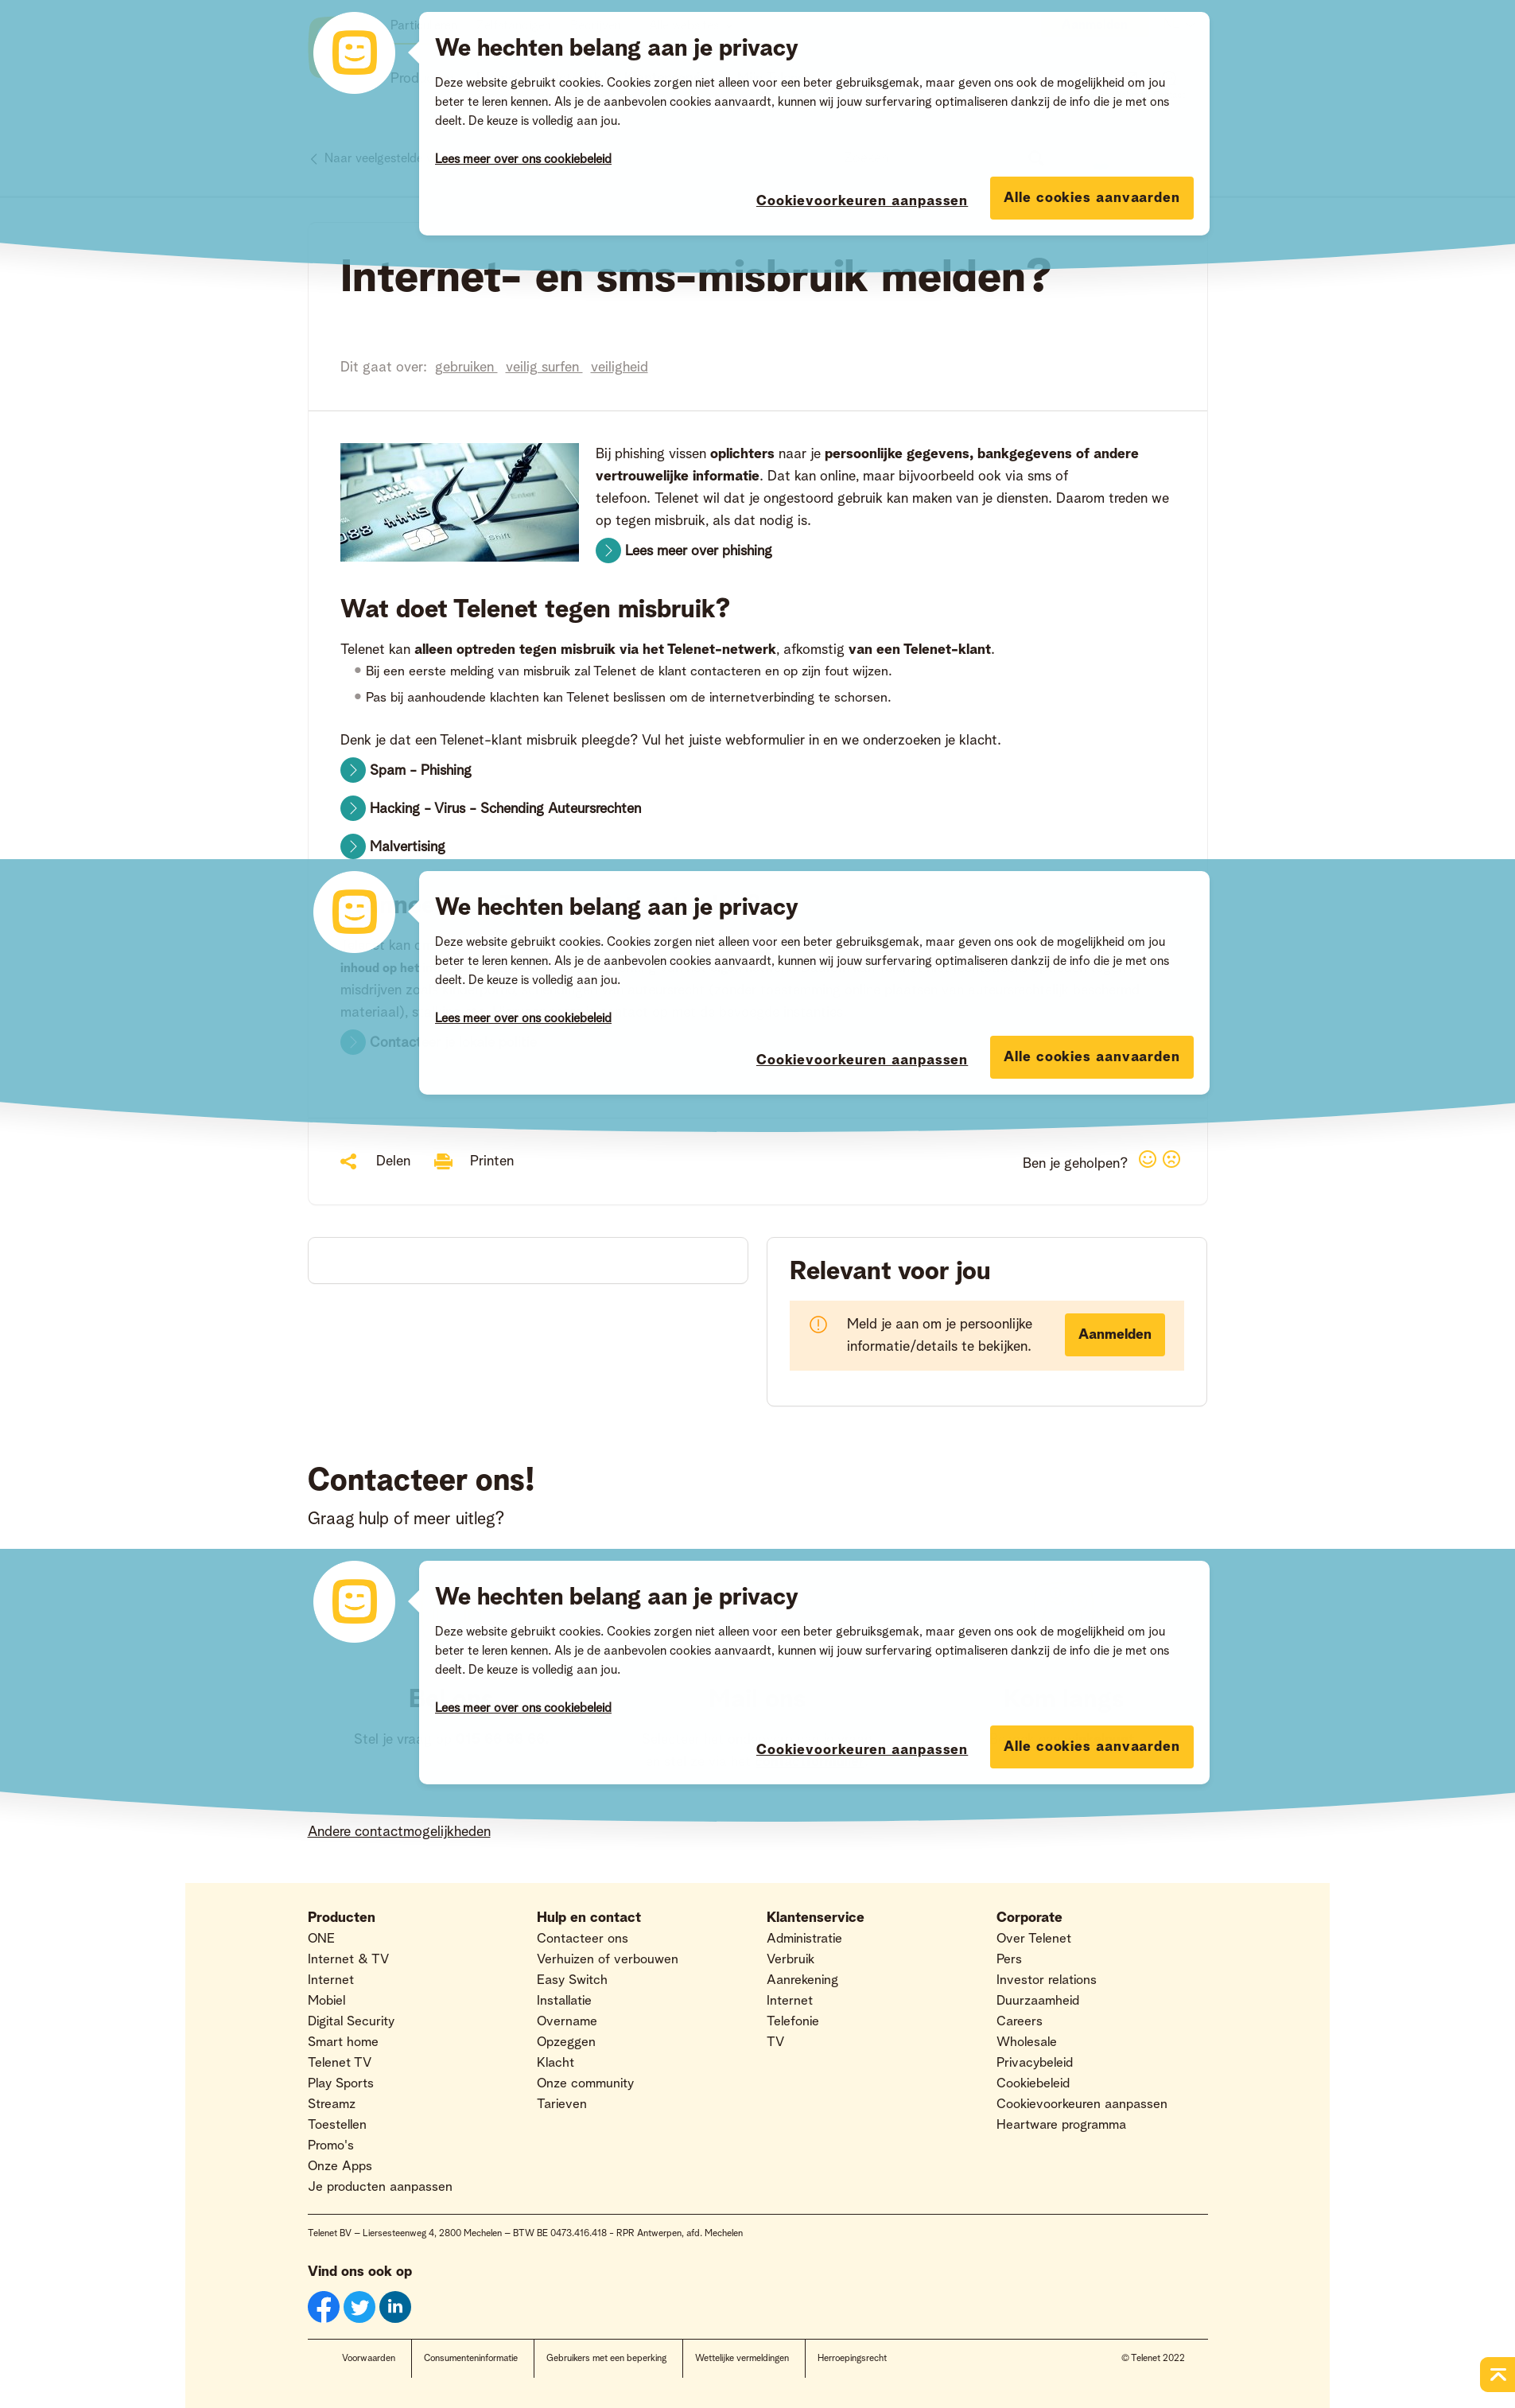 We hechten belang aan je privacy
Deze website gebruikt cookies. Cookies zorgen niet alleen voor een beter gebruiksgemak, maar geven ons ook de mogelijkheid om jou
beter te leren kennen. Als je de aanbevolen cookies aanvaardt, kunnen wij jouw surfervaring optimaliseren dankzij de info die je met ons
deelt. De keuze is volledig aan jou.
Lees meer over ons cookiebeleid
Cookievoorkeuren aanpassen
Alle cookies aanvaarden
Naar
Internet- en sms-misbruik melden?
Dit gaat over: gebruiken veilig surfen veiligheid
Bij phishing vissen oplichters naar je persoonlijke gegevens, bankgegevens of andere
vertrouwelijke informatie. Dat kan online, maar bijvoorbeeld ook via sms of
telefoon. Telenet wil dat je ongestoord gebruik kan maken van je diensten. Daarom treden we
op tegen misbruik, als dat nodig is.
Lees meer over phishing
Wat doet Telenet tegen misbruik?
Telenet kan alleen optreden tegen misbruik via het Telenet-netwerk, afkomstig van een Telenet-klant.
Bij een eerste melding van misbruik zal Telenet de klant contacteren en op zijn fout wijzen.
Pas bij aanhoudende klachten kan Telenet beslissen om de internetverbinding te schorsen.
Denk je dat een Telenet-klant misbruik pleegde? Vul het juiste webformulier in en we onderzoeken je klacht.
Spam - Phishing
Hacking - Virus - Schending Auteursrechten
Malvertising
We hechten belang aan je privacy
Deze website gebruikt cookies. Cookies zorgen niet alleen voor een beter gebruiksgemak, maar geven ons ook de mogelijkheid om jou
beter te leren kennen. Als je de aanbevolen cookies aanvaardt, kunnen wij jouw surfervaring optimaliseren dankzij de info die je met ons
deelt. De keuze is volledig aan jou.
Lees meer over ons cookiebeleid
Cookievoorkeuren aanpassen
Alle cookies aanvaarden
kan
inhoud op het
misdrijven
materiaal),
Delen
Printen
Ben je geholpen?
Relevant voor jou
Meld je aan om je persoonlijke
informatie/details te bekijken.
Aanmelden
Contacteer ons!
Graag hulp of meer uitleg?
We hechten belang aan je privacy
Deze website gebruikt cookies. Cookies zorgen niet alleen voor een beter gebruiksgemak, maar geven ons ook de mogelijkheid om jou
beter te leren kennen. Als je de aanbevolen cookies aanvaardt, kunnen wij jouw surfervaring optimaliseren dankzij de info die je met ons
deelt. De keuze is volledig aan jou.
Lees meer over ons cookiebeleid
Cookievoorkeuren aanpassen
Alle cookies aanvaarden
Stel je
Andere contactmogelijkheden
Producten
ONE
Internet & TV
Internet
Mobiel
Digital Security
Smart home
Telenet TV
Play Sports
Streamz
Toestellen
Promo's
Onze Apps
Je producten aanpassen
Hulp en contact
Contacteer ons
Verhuizen of verbouwen
Easy Switch
Installatie
Overname
Opzeggen
Klacht
Onze community
Tarieven
Klantenservice
Administratie
Verbruik
Aanrekening
Internet
Telefonie
TV
Corporate
Over Telenet
Pers
Investor relations
Duurzaamheid
Careers
Wholesale
Privacybeleid
Cookiebeleid
Cookievoorkeuren aanpassen
Heartware programma
Telenet BV – Liersesteenweg 4, 2800 Mechelen – BTW BE 0473.416.418 - RPR Antwerpen, afd. Mechelen
Vind ons ook op
Voorwaarden
Consumenteninformatie
Gebruikers met een beperking
Wettelijke vermeldingen
Herroepingsrecht
© Telenet 2022